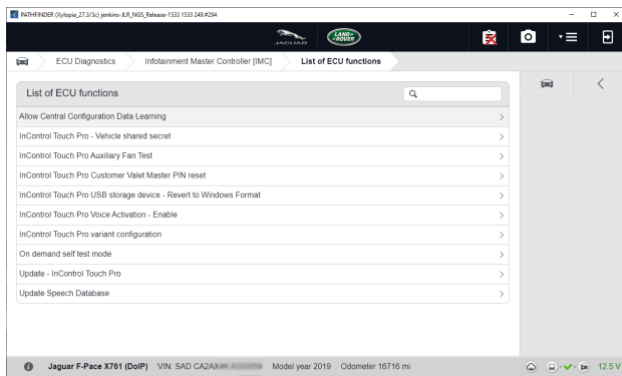 PATHFINDER (Xylopia_27.3/3c) jenkins-JLR_NGS_Release-1533 1533 249.#294
JAGUAR
LAND-ROVER
ECU Diagnostics
Infotainment Master Controller [IMC]
List of ECU functions
List of ECU functions
Allow Central Configuration Data Learning
InControl Touch Pro - Vehicle shared secret
InControl Touch Pro Auxiliary Fan Test
InControl Touch Pro Customer Valet Master PIN reset
InControl Touch Pro USB storage device - Revert to Windows Format
InControl Touch Pro Voice Activation - Enable
InControl Touch Pro variant configuration
On demand self test mode
Update - InControl Touch Pro
Update Speech Database
Jaguar F-Pace X761 (DoIP) VIN: SAD CA2AX Model year 2019 Odometer 16716 mi 12.5 V